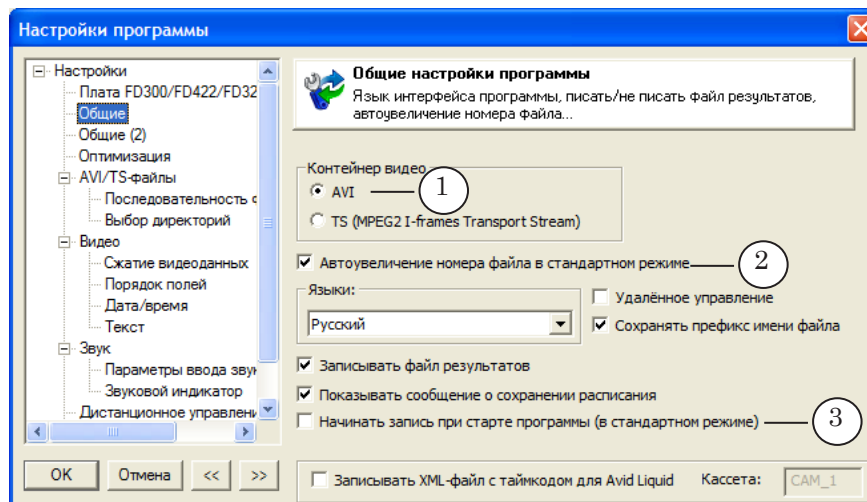 Настройки программы
Настройки
Плата FD300/FD422/FD32
Общие
Общие (2)
Оптимизация
AVI/TS-файлы
Последовательность ф
Выбор директорий
Видео
Сжатие видеоданных
Порядок полей
Дата/время
Текст
Звук
Параметры ввода звук
Звуковой индикатор
Дистанционное управлени
OK
Отмена
<<
>>
Общие настройки программы
Язык интерфейса программы, писать/не писать файл результатов,
автоувеличение номера файла...
Контейнер видео
AVI
1
TS (MPEG2 I-frames Transport Stream)
Автоувеличение номера файла в стандартном режиме
2
Языки:
Русский
Удалённое управление
Сохранять префикс имени файла
Записывать файл результатов
Показывать сообщение о сохранении расписания
Начинать запись при старте программы (в стандартном режиме)
3
Записывать XML-файл с таймкодом для Avid Liquid
Кассета:
CAM_1